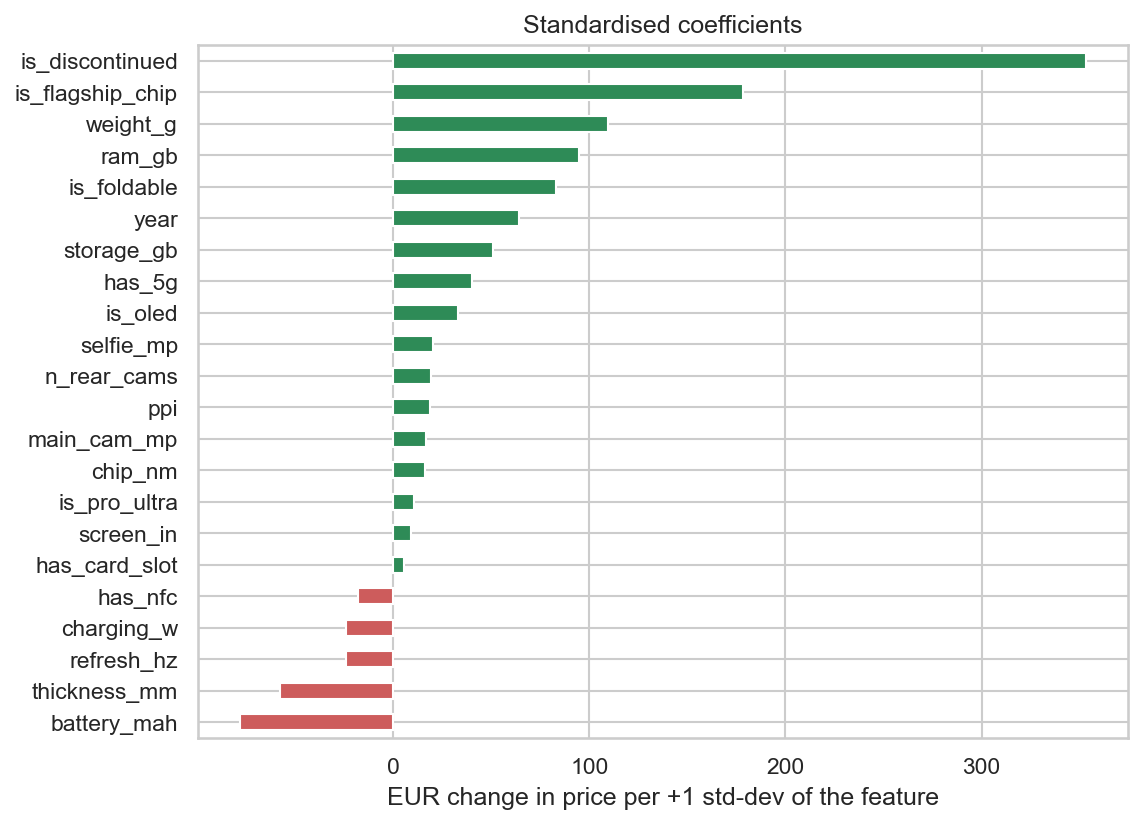 Standardised coefficients
is_discontinued
is_flagship_chip
weight_g
ram_gb
is_foldable
year
storage_gb
has_5g
is_oled
selfie_mp
n_rear_cams
ppi
main_cam_mp
chip_nm
is_pro_ultra
screen_in
has_card_slot
has_nfc
charging_w
refresh_hz
thickness_mm
battery_mah
0 100 200 300
EUR change in price per +1 std-dev of the feature